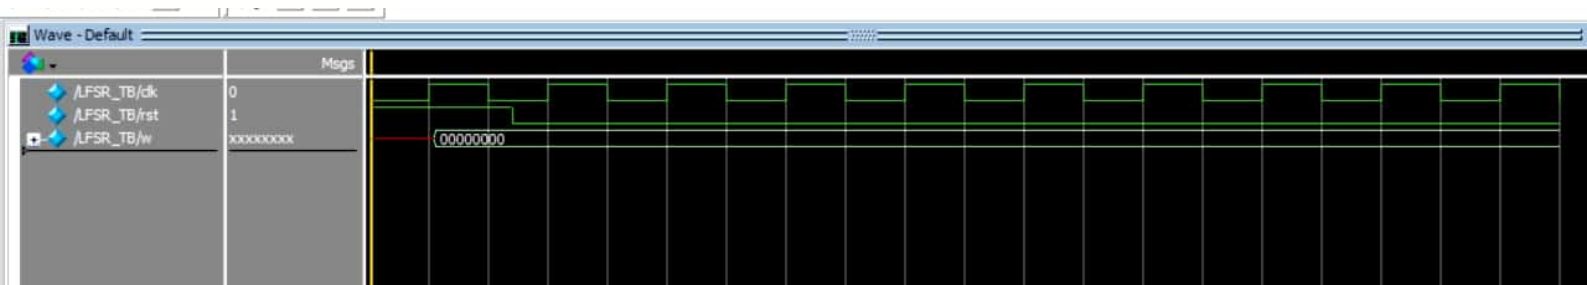 Wave - Default
Msgs
/LFSR_TB/clk 0
/LFSR_TB/rst 1
/LFSR_TB/w xxxxxxxx 00000000